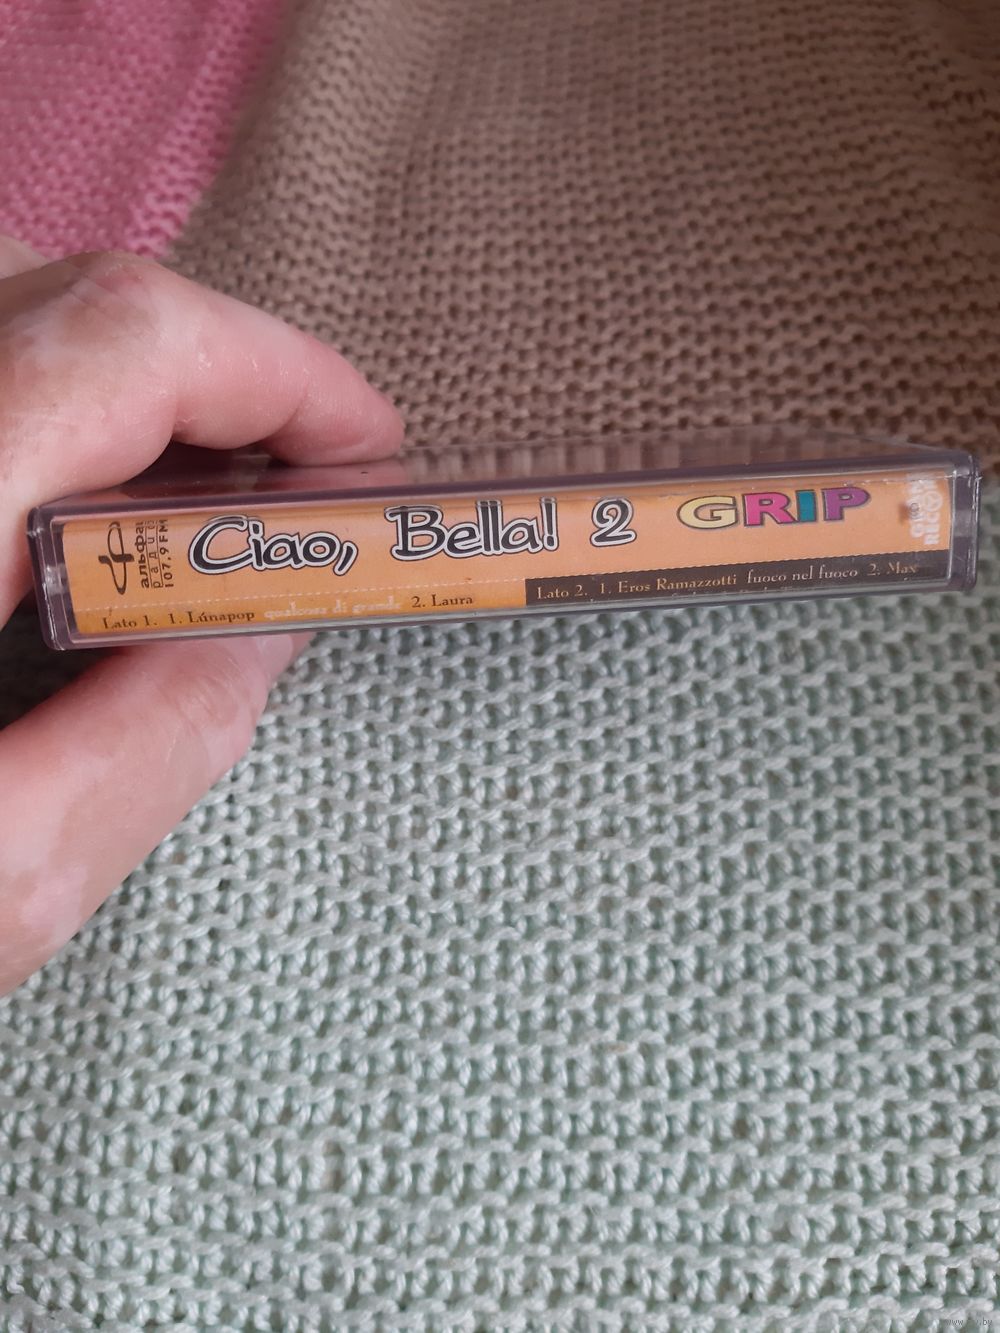 альфа
радио
107,9 FM
Ciao, Bella! 2 GRIP
Lato 1. 1. Lúnapop qualcosa di grande 2. Laura
Lato 2. 1. Eros Ramazzotti fuoco nel fuoco 2. Max